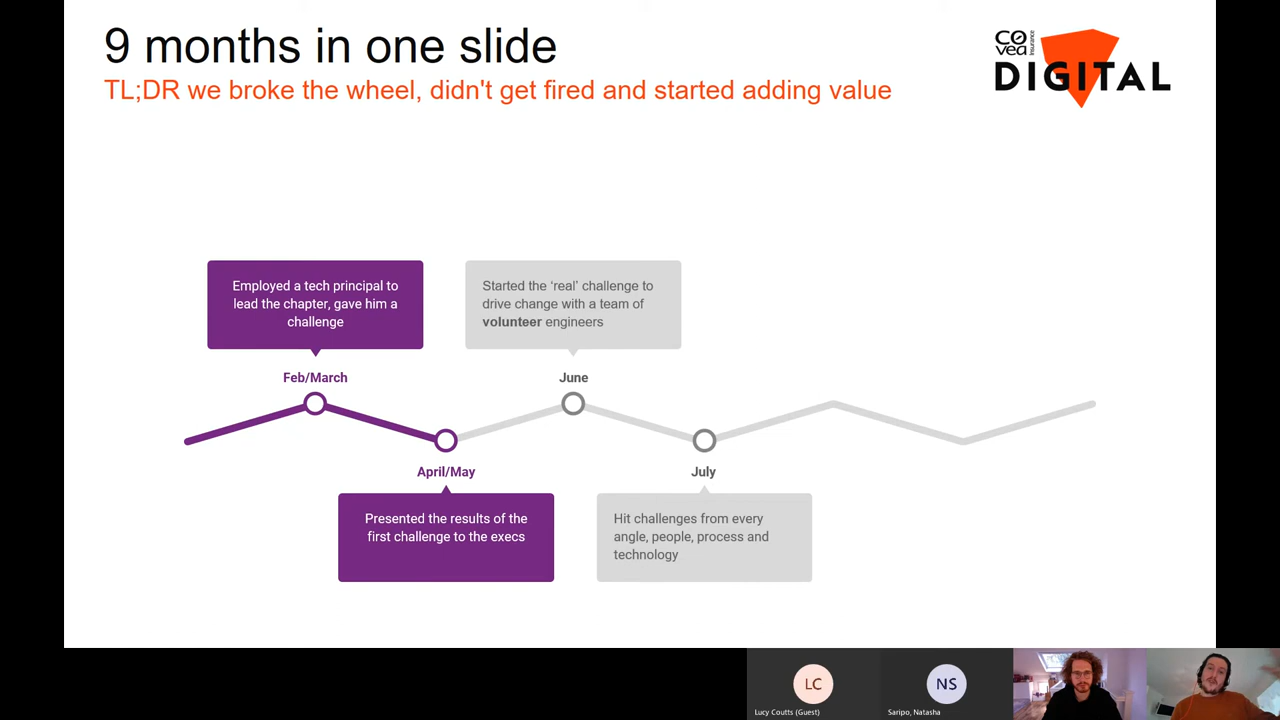 9 months in one slide
TL;DR we broke the wheel, didn't get fired and started adding value
COvea Insurance
DIGITAL
Employed a tech principal to
lead the chapter, gave him a
challenge
Started the ‘real’ challenge to
drive change with a team of
volunteer engineers
Feb/March
June
April/May
July
Presented the results of the
first challenge to the execs
Hit challenges from every
angle, people, process and
technology
LC
NS
Lucy Coutts (Guest)
Saripo, Natasha